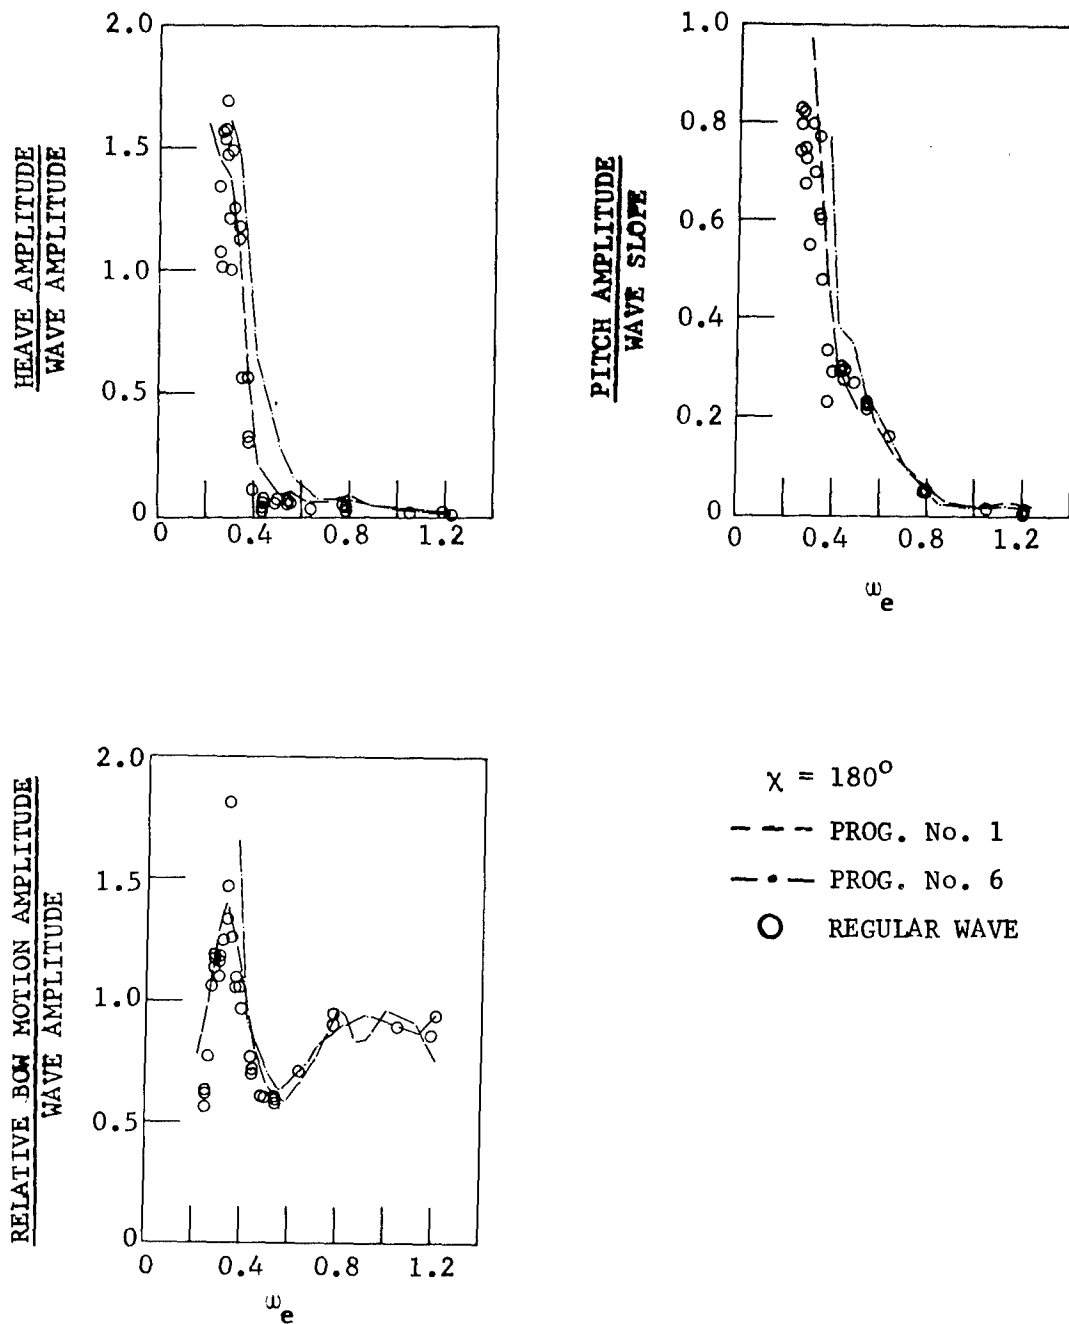 HEAVE AMPLITUDE
WAVE AMPLITUDE
2.0
1.5
1.0
0.5
0
0 0.4 0.8 1.2
PITCH AMPLITUDE
WAVE SLOPE
1.0
0.8
0.6
0.4
0.2
0
0 0.4 0.8 1.2
ωe
RELATIVE BOW MOTION AMPLITUDE
WAVE AMPLITUDE
2.0
1.5
1.0
0.5
0
0 0.4 0.8 1.2
ωe
χ = 180°
PROG. No. 1
PROG. No. 6
REGULAR WAVE